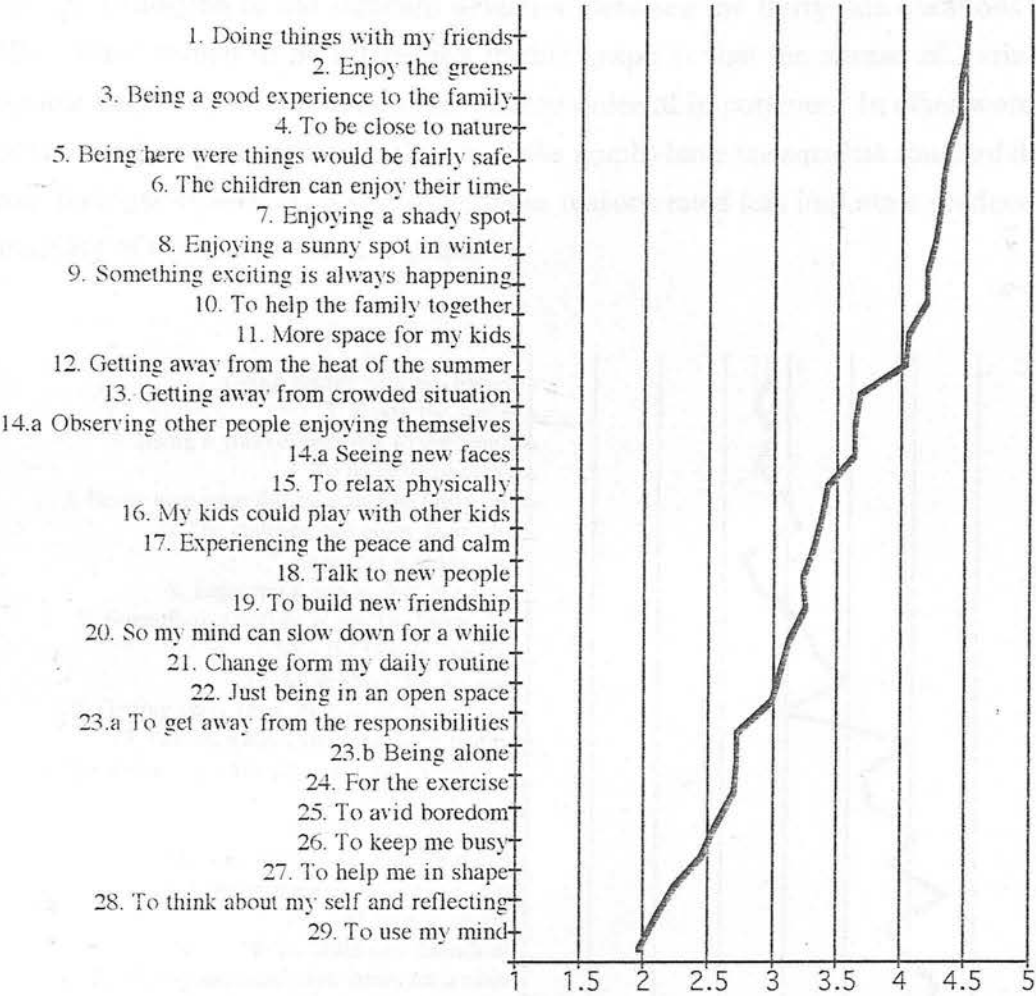 1. Doing things with my friends
2. Enjoy the greens
3. Being a good experience to the family
4. To be close to nature
5. Being here were things would be fairly safe
6. The children can enjoy their time
7. Enjoying a shady spot
8. Enjoying a sunny spot in winter
9. Something exciting is always happening
10. To help the family together
11. More space for my kids
12. Getting away from the heat of the summer
13. Getting away from crowded situation
14.a Observing other people enjoying themselves
14.a Seeing new faces
15. To relax physically
16. My kids could play with other kids
17. Experiencing the peace and calm
18. Talk to new people
19. To build new friendship
20. So my mind can slow down for a while
21. Change form my daily routine
22. Just being in an open space
23.a To get away from the responsibilities
23.b Being alone
24. For the exercise
25. To avid boredom
26. To keep me busy
27. To help me in shape
28. To think about my self and reflecting
29. To use my mind
1 1.5 2 2.5 3 3.5 4 4.5 5